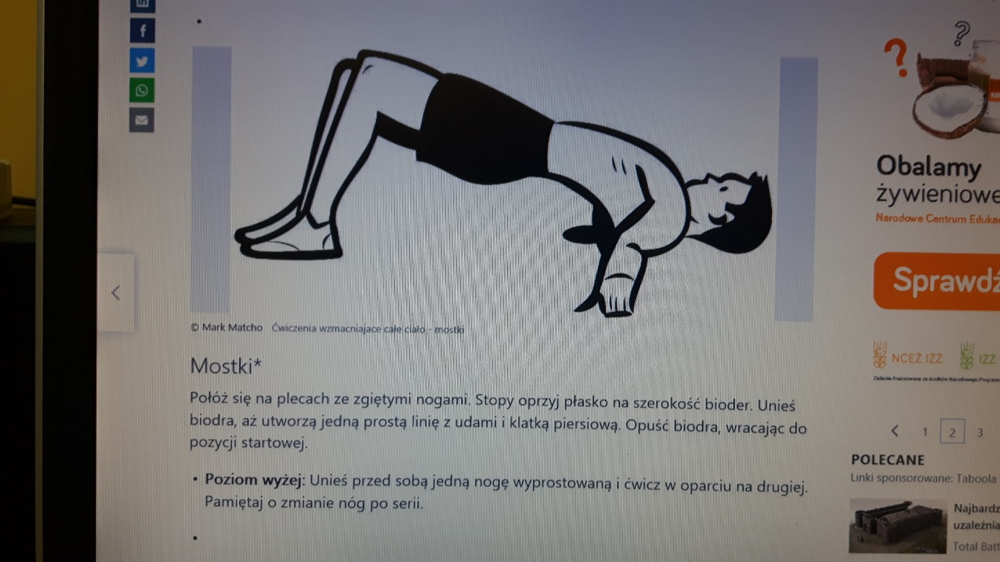 © Mark Matcho Ćwiczenia wzmacniajace całe ciało - mostki
Mostki*
Połóż się na plecach ze zgiętymi nogami. Stopy oprzyj płasko na szerokość bioder. Unieś
biodra, aż utworzą jedną prostą linię z udami i klatką piersiową. Opuść biodra, wracając do
pozycji startowej.
• Poziom wyżej: Unieś przed sobą jedną nogę wyprostowaną i ćwicz w oparciu na drugiej.
Pamiętaj o zmianie nóg po serii.
? ?
Obalamy
żywieniowe
Narodowe Centrum Eduka
Sprawdź
NCEŻ IŻŻ IŻŻ
< 1 2 3
POLECANE
Linki sponsorowane: Taboola
Najbardz
uzależnia
Total Batt